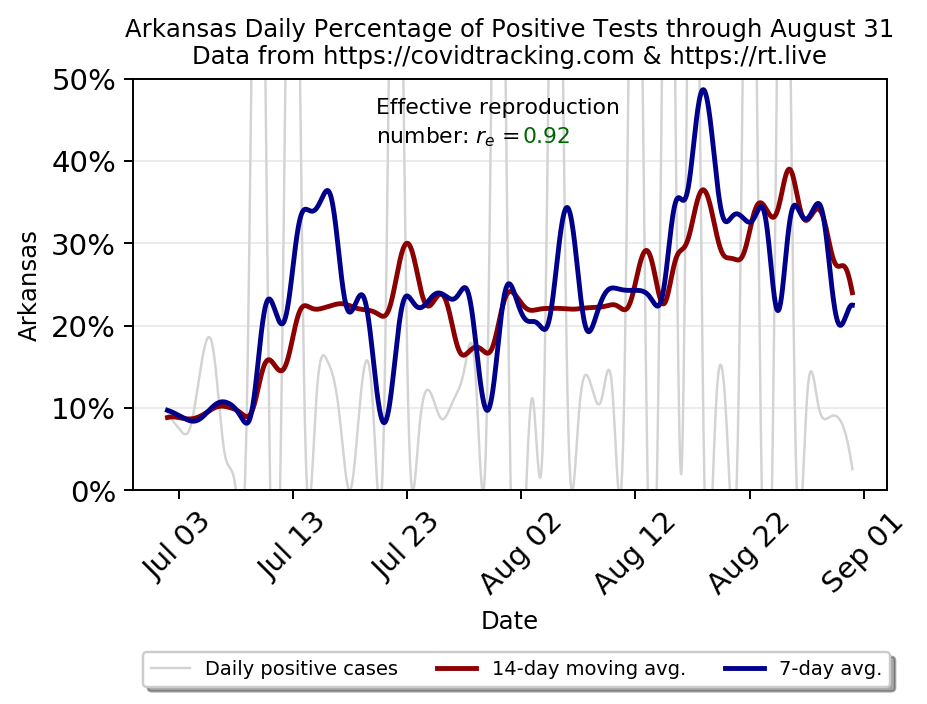 Arkansas Daily Percentage of Positive Tests through August 31
Data from https://covidtracking.com & https://rt.live
50%
Effective reproduction
number: rₑ = 0.92
40%
30%
20%
10%
0%
Arkansas
Jul 03
Jul 13
Jul 23
Aug 02
Aug 12
Aug 22
Sep 01
Date
Daily positive cases
14-day moving avg.
7-day avg.